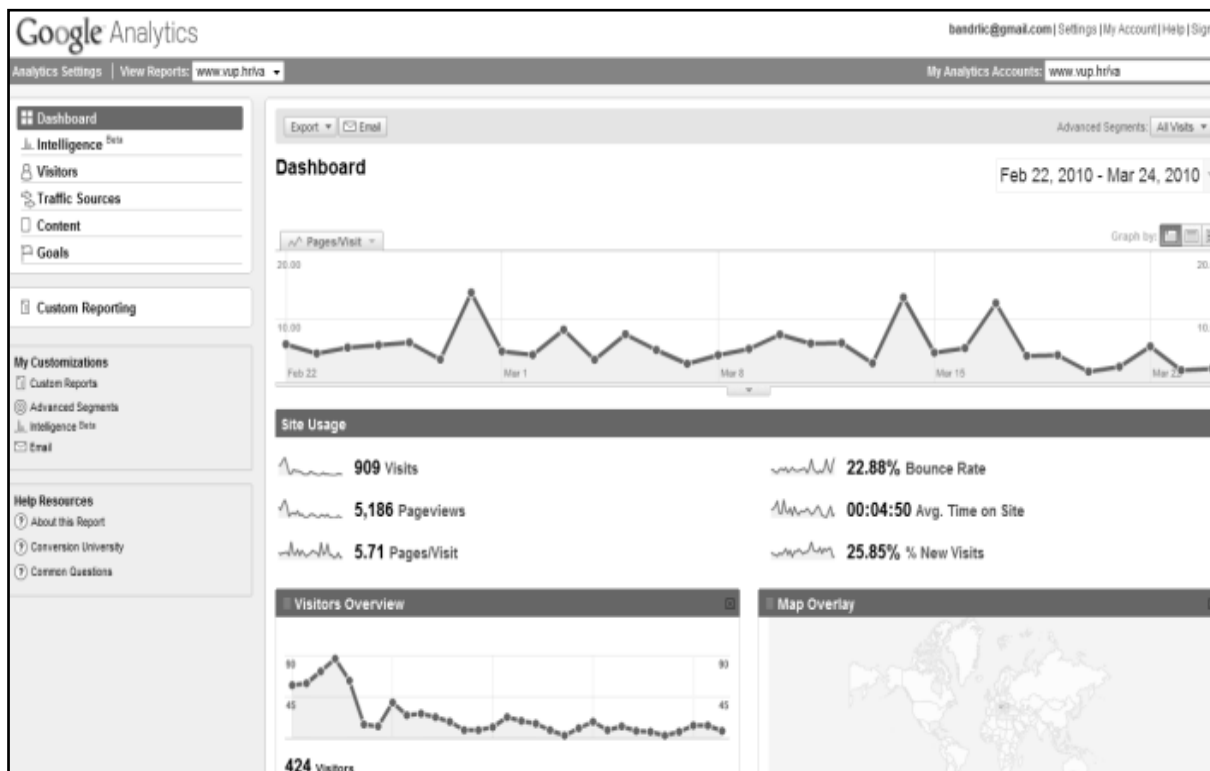 Google Analytics
bandrlic@gmail.com | Settings | My Account | Help | Sign
Analytics Settings | View Reports: www.vup.hr/va
My Analytics Accounts: www.vup.hr/va
Dashboard
Intelligence Beta
Visitors
Traffic Sources
Content
Goals
Custom Reporting
My Customizations
Custom Reports
Advanced Segments
Intelligence Beta
Email
Help Resources
About this Report
Conversion University
Common Questions
Export Email
Advanced Segments: All Visits
Dashboard
Feb 22, 2010 - Mar 24, 2010
Pages/Visit
Graph by:
20.00 20.
10.00 10.
Feb 22 Mar 1 Mar 8 Mar 15 Mar 22
Site Usage
909 Visits
5,186 Pageviews
5.71 Pages/Visit
22.88% Bounce Rate
00:04:50 Avg. Time on Site
25.85% % New Visits
Visitors Overview
90 90
45 45
424 Visitors
Map Overlay